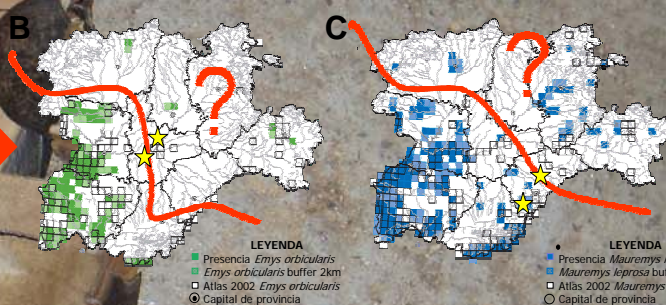 B
?
LEYENDA
Presencia Emys orbicularis
Emys orbicularis buffer 2km
Atlas 2002 Emys orbicularis
Capital de provincia
C
?
LEYENDA
Presencia Mauremys
Mauremys leprosa
Atlas 2002 Mauremys
Capital de provincia